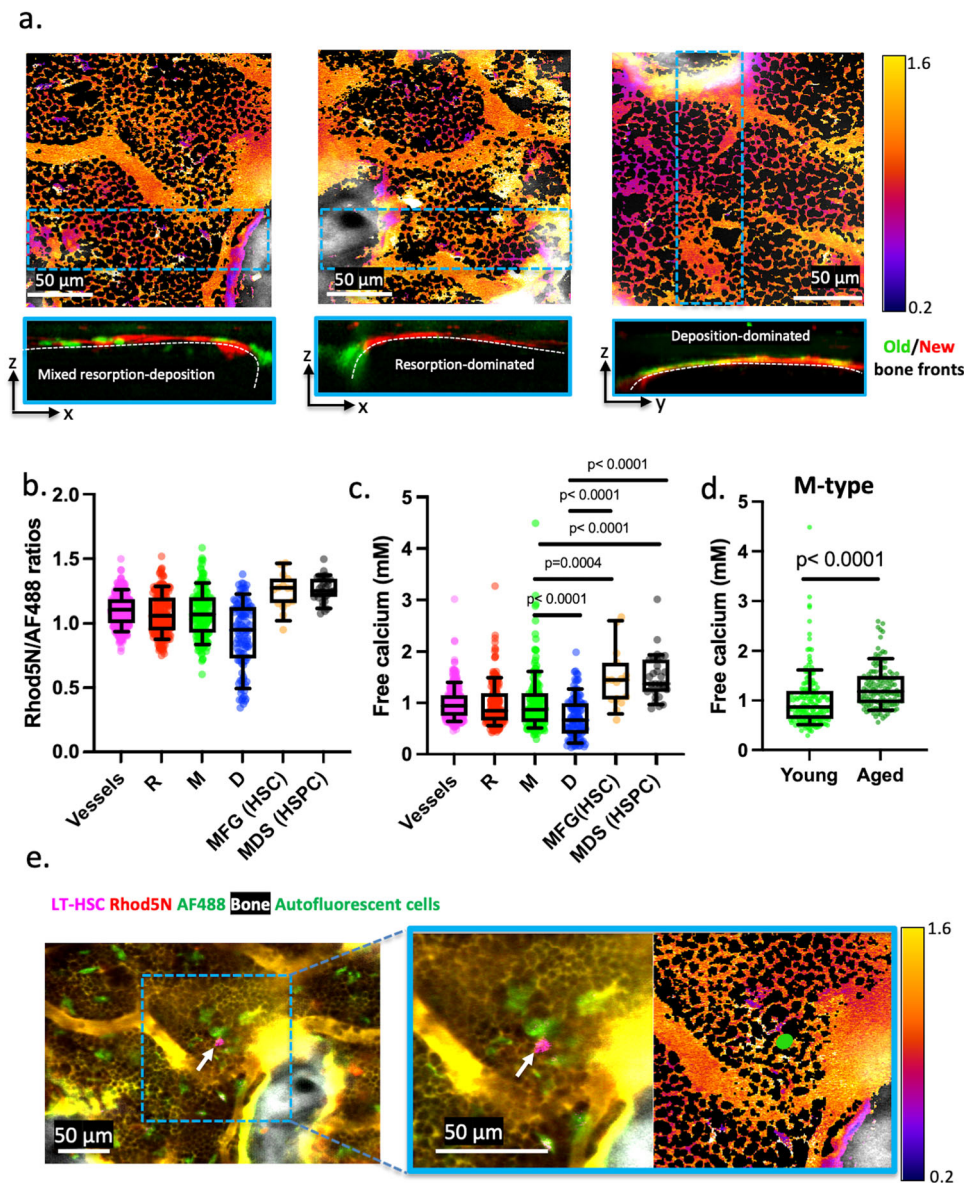 a.
1.6
50 µm
50 µm
50 µm
0.2
z
Mixed resorption-deposition
x
z
Resorption-dominated
x
z
Deposition-dominated
y
Old/New
bone fronts
b.
2.0
1.5
1.0
0.5
0.0
Rhod5N/AF488 ratios
Vessels
R
M
D
MFG (HSC)
MDS (HSPC)
c.
p< 0.0001
p< 0.0001
p< 0.0001
p=0.0004
p< 0.0001
5
4
3
2
1
0
Free calcium (mM)
Vessels
R
M
D
MFG(HSC)
MDS (HSPC)
d.
M-type
p< 0.0001
5
4
3
2
1
0
Free calcium (mM)
Young
Aged
e.
LT-HSC Rhod5N AF488 Bone Autofluorescent cells
50 µm
50 µm
1.6
0.2